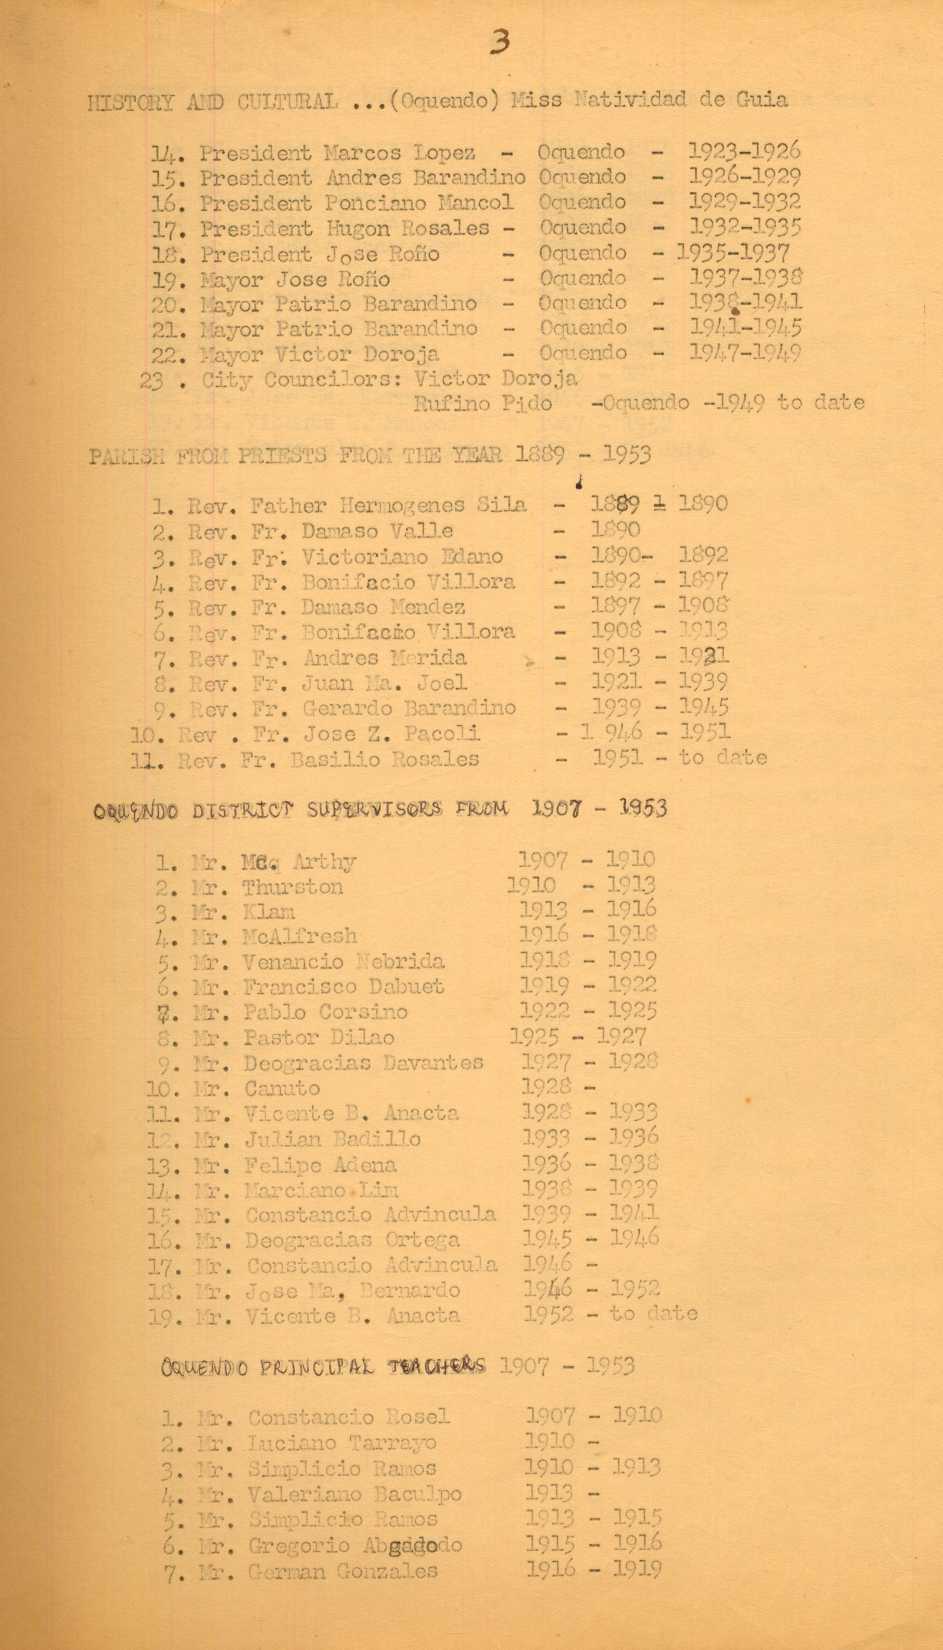 3
HISTORY AND CULTURAL ...(Oquendo) Miss Natividad de Guia
14. President Marcos Lopez - Oquendo - 1923-1926
15. President Andres Barandino Oquendo - 1926-1929
16. President Ponciano Mancol Oquendo - 1929-1932
17. President Hugon Rosales - Oquendo - 1932-1935
18. President Jose Roño - Oquendo - 1935-1937
19. Mayor Jose Roño - Oquendo - 1937-1938
20. Mayor Patrio Barandino - Oquendo - 1938-1941
21. Mayor Patrio Barandino - Oquendo - 1941-1945
22. Mayor Victor Doroja - Oquendo - 1947-1949
23 . City Councilors: Victor Doroja
Rufino Pido -Oquendo -1949 to date
PARISH FROM PRIESTS FROM THE YEAR 1889 - 1953
1. Rev. Father Hermogenes Sila - 1889 - 1890
2. Rev. Fr. Damaso Valle - 1890
3. Rev. Fr. Victoriano Edano - 1890- 1892
4. Rev. Fr. Bonifacio Villora - 1892 - 1897
5. Rev. Fr. Damaso Mendez - 1897 - 1908
6. Rev. Fr. Bonifacio Villora - 1908 - 1913
7. Rev. Fr. Andres Merida - 1913 - 1921
8. Rev. Fr. Juan Ma. Joel - 1921 - 1939
9. Rev. Fr. Gerardo Barandino - 1939 - 1945
10. Rev . Fr. Jose Z. Pacoli - 1 946 - 1951
11. Rev. Fr. Basilio Rosales - 1951 - to date
OQUENDO DISTRICT SUPERVISORS FROM 1907 - 1953
1. Mr. Mc. Arthy 1907 - 1910
2. Mr. Thurston 1910 - 1913
3. Mr. Klam 1913 - 1916
4. Mr. McAlfresh 1916 - 1918
5. Mr. Venancio Nebrida 1918 - 1919
6. Mr. Francisco Dabuet 1919 - 1922
7. Mr. Pablo Corsino 1922 - 1925
8. Mr. Pastor Dilao 1925 - 1927
9. Mr. Deogracias Davantes 1927 - 1928
10. Mr. Canuto 1928 -
11. Mr. Vicente B. Anacta 1928 - 1933
12. Mr. Julian Badillo 1933 - 1936
13. Mr. Felipe Adena 1936 - 1938
14. Mr. Marciano Lim 1938 - 1939
15. Mr. Constancio Advincula 1939 - 1941
16. Mr. Deogracias Ortega 1945 - 1946
17. Mr. Constancio Advincula 1946 -
18. Mr. Jose Ma, Bernardo 1946 - 1952
19. Mr. Vicente B. Anacta 1952 - to date
OQUENDO PRINCIPAL TEACHERS 1907 - 1953
1. Mr. Constancio Rosel 1907 - 1910
2. Mr. Luciano Tarrayo 1910 -
3. Mr. Simplicio Ramos 1910 - 1913
4. Mr. Valeriano Baculpo 1913 -
5. Mr. Simplicio Ramos 1913 - 1915
6. Mr. Gregorio 1915 - 1916
7. Mr. German Gonzales 1916 - 1919